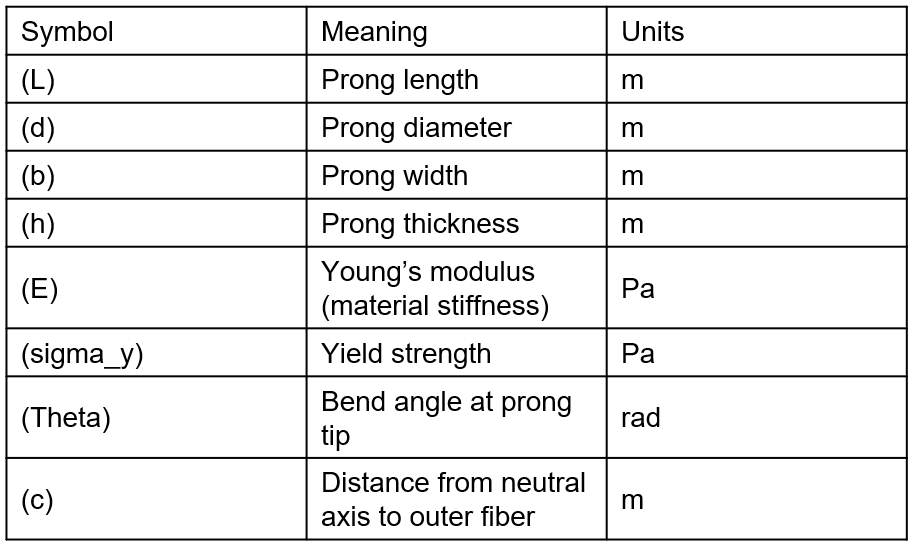 Symbol Meaning Units
(L) Prong length m
(d) Prong diameter m
(b) Prong width m
(h) Prong thickness m
(E) Young’s modulus (material stiffness) Pa
(sigma_y) Yield strength Pa
(Theta) Bend angle at prong tip rad
(c) Distance from neutral axis to outer fiber m